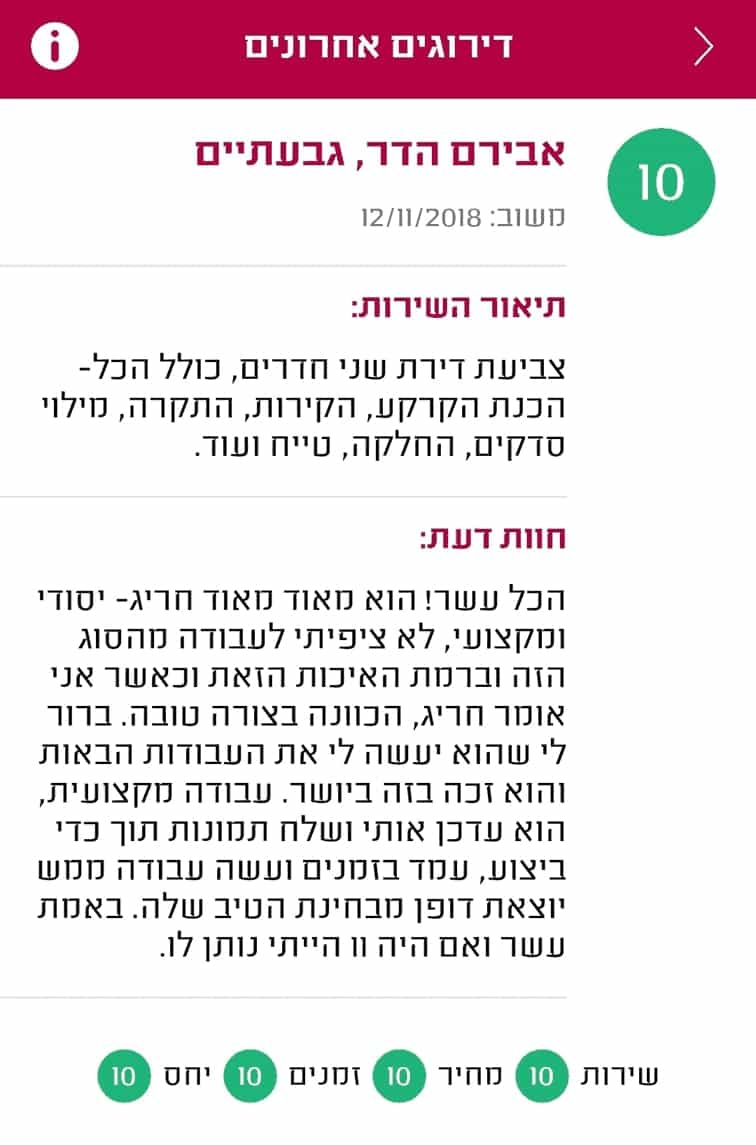 דירוגים אחרונים
10
אבירם הדר, גבעתיים
משוב: 12/11/2018
תיאור השירות:
צביעת דירת שני חדרים, כולל הכל-
הכנת הקרקע, הקירות, התקרה, מילוי
סדקים, החלקה, טייח ועוד.
חוות דעת:
הכל עשר! הוא מאוד מאוד חריג- יסודי
ומקצועי, לא ציפיתי לעבודה מהסוג
הזה וברמת האיכות הזאת וכאשר אני
אומר חריג, הכוונה בצורה טובה. ברור
לי שהוא יעשה לי את העבודות הבאות
והוא זכה בזה ביושר. עבודה מקצועית,
הוא עדכן אותי ושלח תמונות תוך כדי
ביצוע, עמד בזמנים ועשה עבודה ממש
יוצאת דופן מבחינת הטיב שלה. באמת
עשר ואם היה 11 הייתי נותן לו.
שירות 10 מחיר 10 זמנים 10 יחס 10